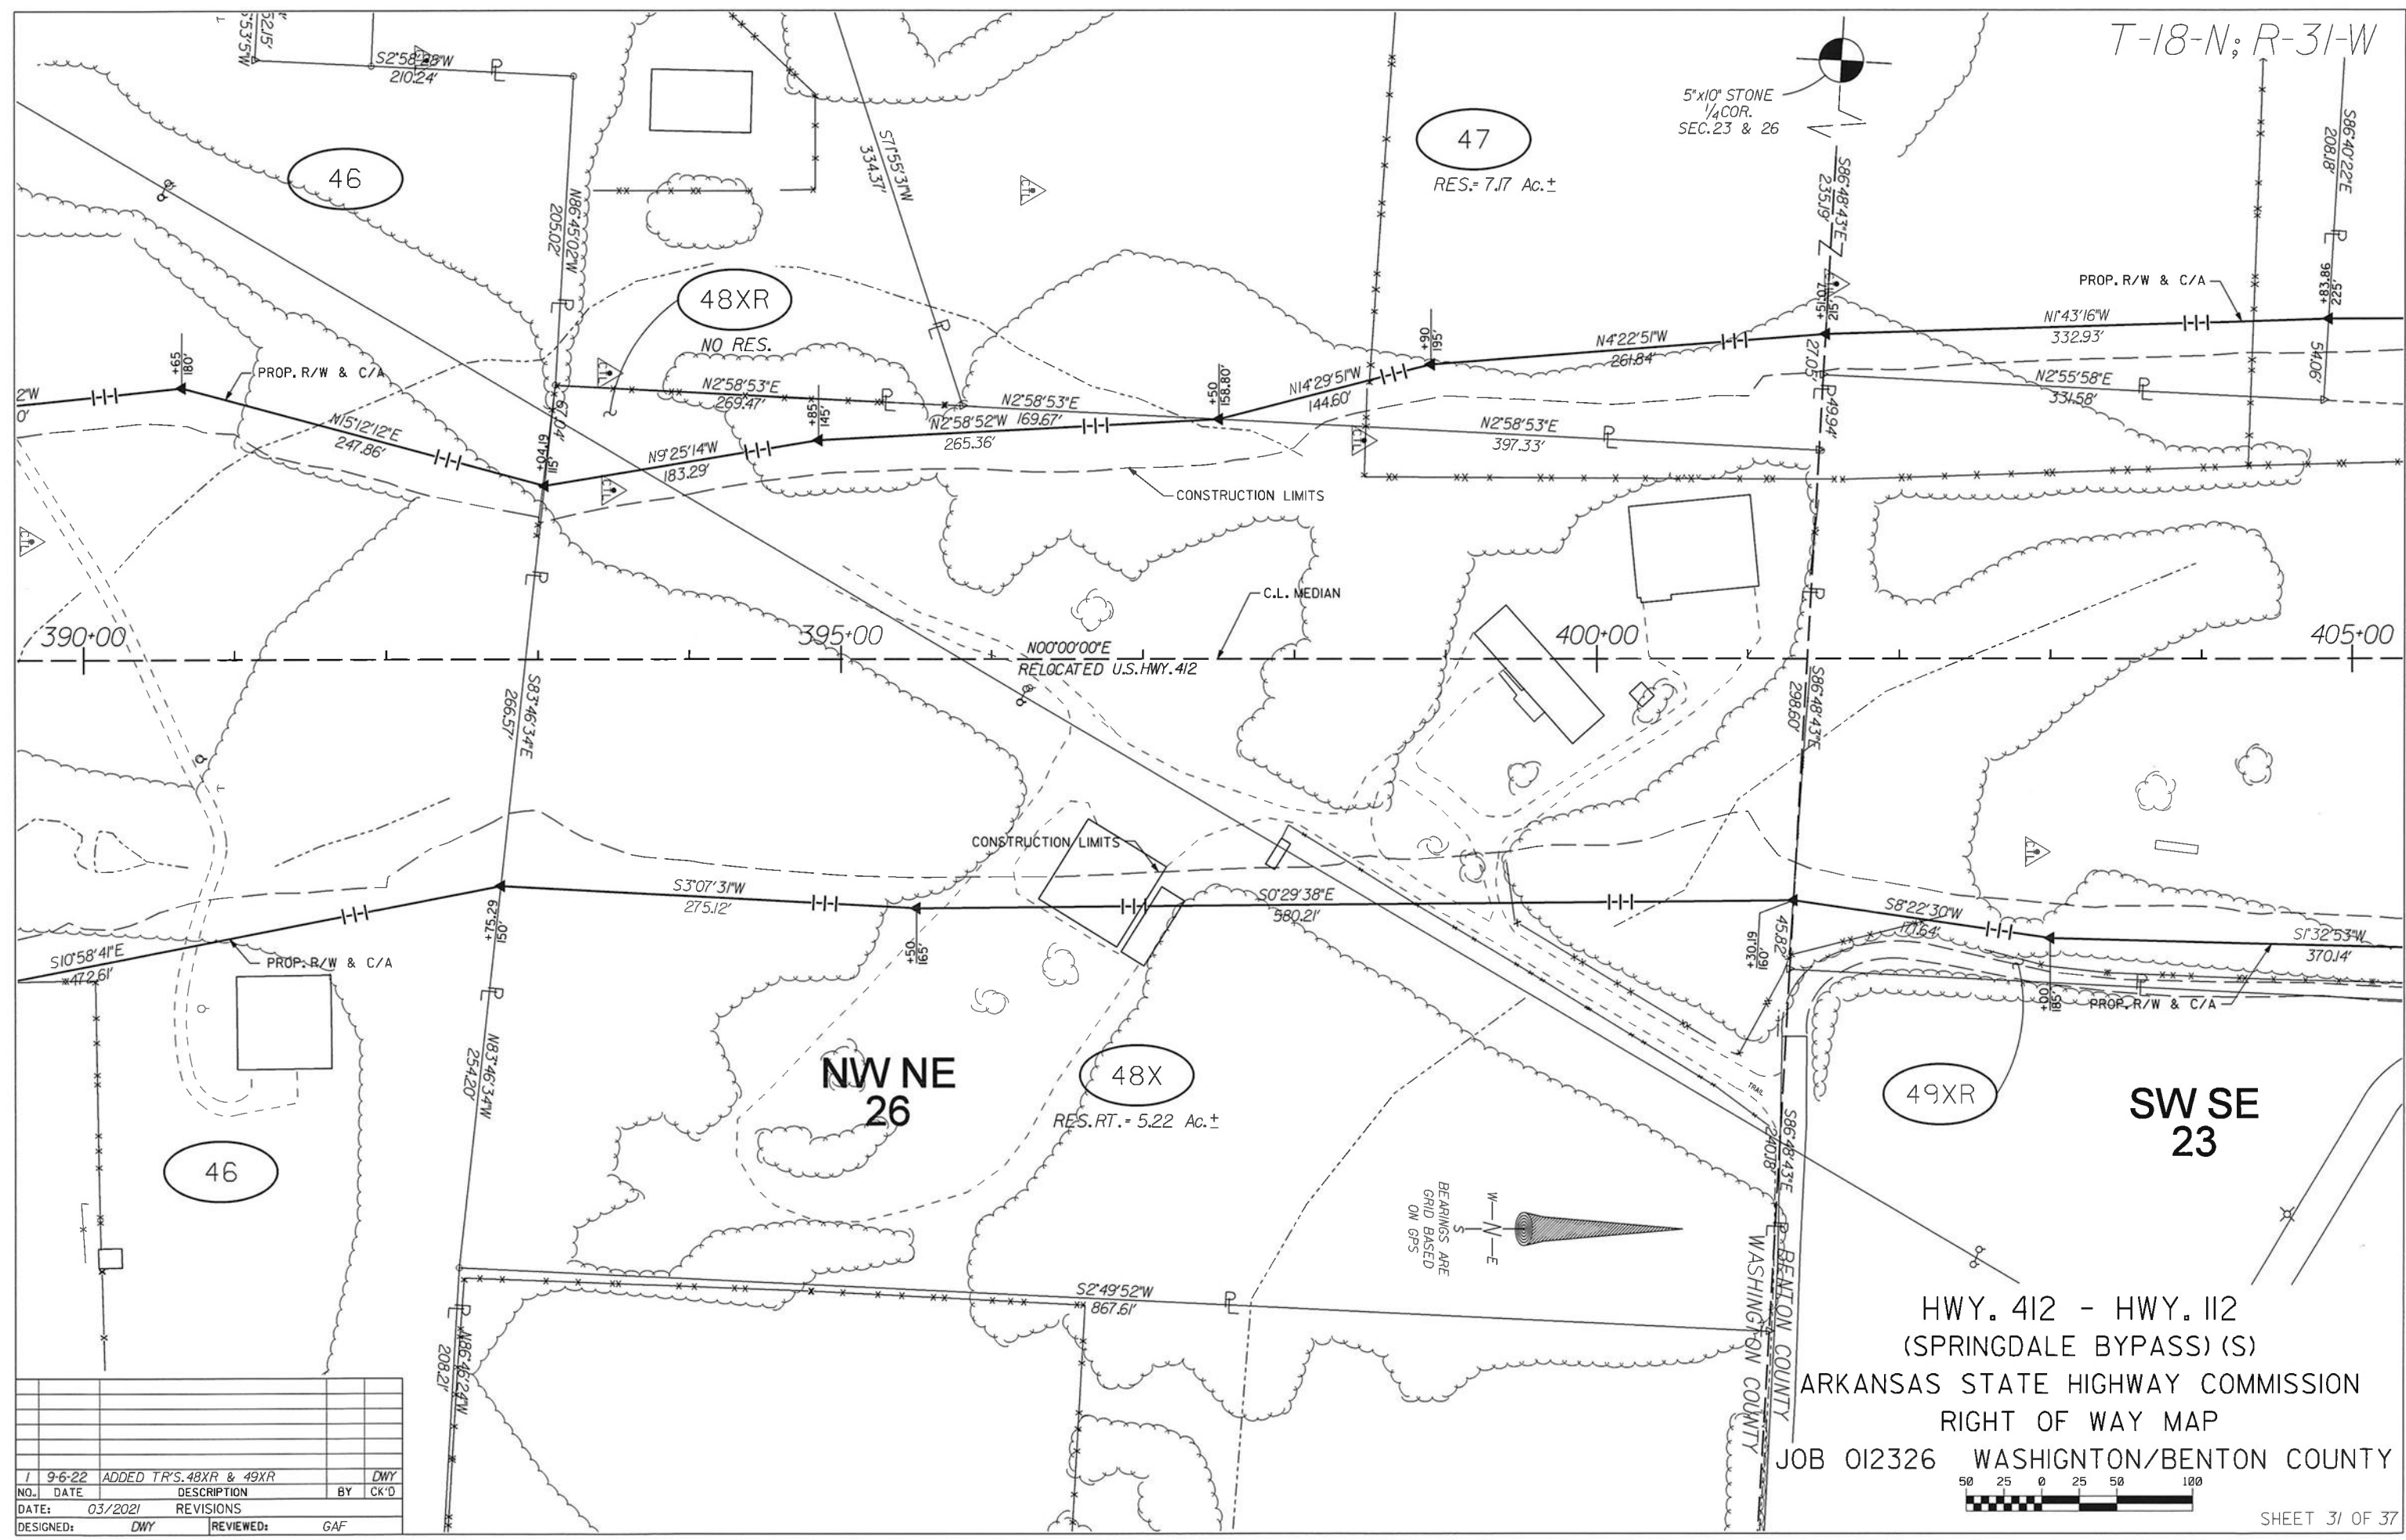 T-18-N; R-31-W
52.15'
S2°58'28"W
210.24'
46
N86°45'02"W
205.02'
S71°55'31"W
334.37'
47
RES.= 7.17 Ac.±
5"x10" STONE
1/4 COR.
SEC.23 & 26
S86°48'43"E
235.19'
S86°40'22"E
208.18'
48XR
NO RES.
PROP. R/W & C/A
+83.86
225'
+65
180'
PROP. R/W & C/A
+90
195'
+51.07
215'
N1°43'16"W
332.93'
N4°22'51"W
261.84'
27.05'
54.06'
2"W
0'
N2°58'53"E
269.47'
+85
145'
+50
158.80'
N14°29'51"W
144.60'
N2°55'58"E
331.58'
N15°12'12"E
247.86'
67.04'
+04.19
115'
N2°58'53"E
169.67'
N2°58'52"W
265.36'
N2°58'53"E
397.33'
49.94'
N9°25'14"W
183.29'
CONSTRUCTION LIMITS
CTL
C.L. MEDIAN
390+00
395+00
400+00
405+00
N00°00'00"E
RELOCATED U.S.HWY.412
S83°46'34"E
266.57'
S86°48'43"E
298.60'
CONSTRUCTION LIMITS
S3°07'31"W
275.12'
S0°29'38"E
580.21'
S8°22'30"W
171.64'
S1°32'53"W
370.14'
+75.29
150'
+50
165'
+30.19
160'
45.82'
+00
185'
S10°58'41"E
472.61'
PROP. R/W & C/A
PROP. R/W & C/A
N83°46'34"W
254.20'
NW NE
26
48X
RES.RT.= 5.22 Ac.±
TRAIL
49XR
SW SE
23
46
S86°48'43"E
240.18'
BEARINGS ARE
GRID BASED
ON GPS
W
S N
E
S2°49'52"W
867.61'
N86°46'24"W
208.21'
WASHINGTON COUNTY
BENTON COUNTY
HWY. 412 - HWY. 112
(SPRINGDALE BYPASS) (S)
ARKANSAS STATE HIGHWAY COMMISSION
RIGHT OF WAY MAP
JOB 012326 WASHIGNTON/BENTON COUNTY
50 25 0 25 50 100
SHEET 31 OF 37
1 9-6-22 ADDED TR'S. 48XR & 49XR DWY
NO. DATE DESCRIPTION BY CK'D
DATE: 03/2021 REVISIONS
DESIGNED: DWY REVIEWED: GAF